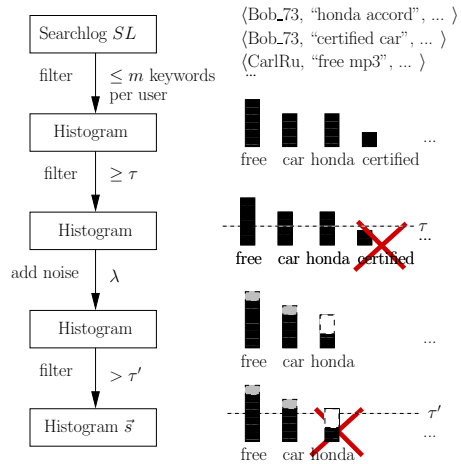 Searchlog SL
⟨Bob_73, “honda accord”, ... ⟩
⟨Bob_73, “certified car”, ... ⟩
⟨CarlRu, “free mp3”, ... ⟩
...
filter
≤ m keywords
per user
Histogram
free car honda certified
...
filter
≥ τ
Histogram
τ
...
free car honda certified
add noise
λ
Histogram
...
free car honda
filter
> τ′
Histogram s⃗
τ′
...
free car honda